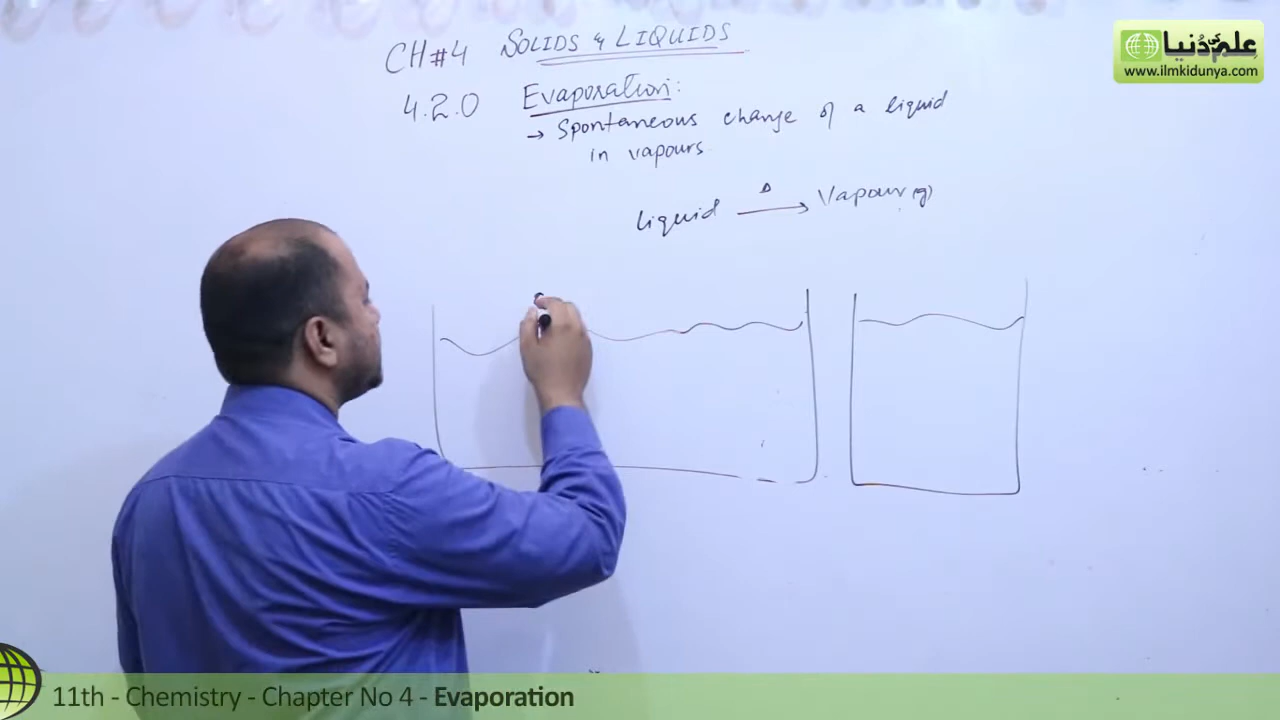 CH#4 SOLIDS & LIQUIDS
4.2.0 Evaporation:
→ Spontaneous change of a liquid
in vapours.
liquid —Δ→ Vapour (g)
علم کی دنیا
www.ilmkidunya.com
11th - Chemistry - Chapter No 4 - Evaporation